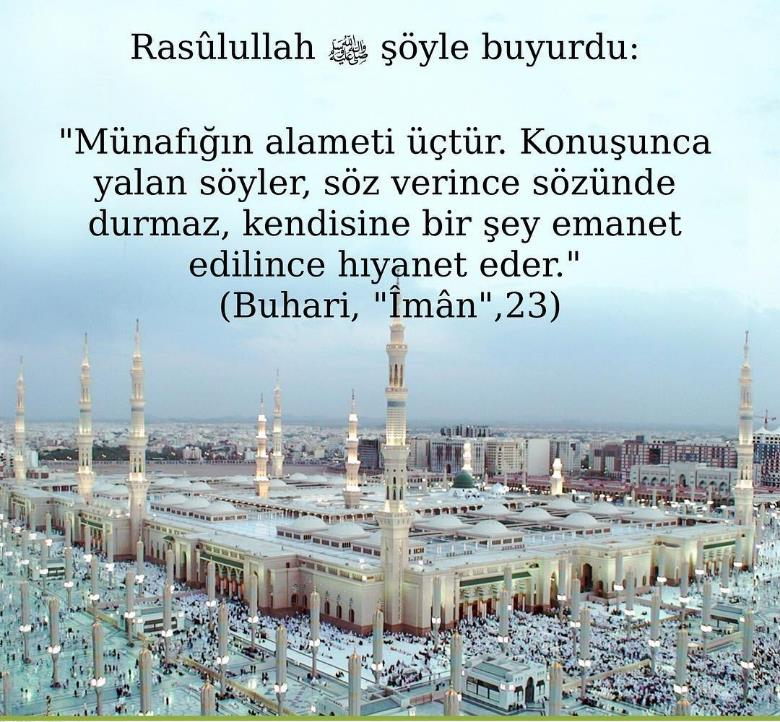 Rasûlullah ﷺ şöyle buyurdu:
"Münafığın alameti üçtür. Konuşunca
yalan söyler, söz verince sözünde
durmaz, kendisine bir şey emanet
edilince hıyanet eder."
(Buhari, "Îmân",23)